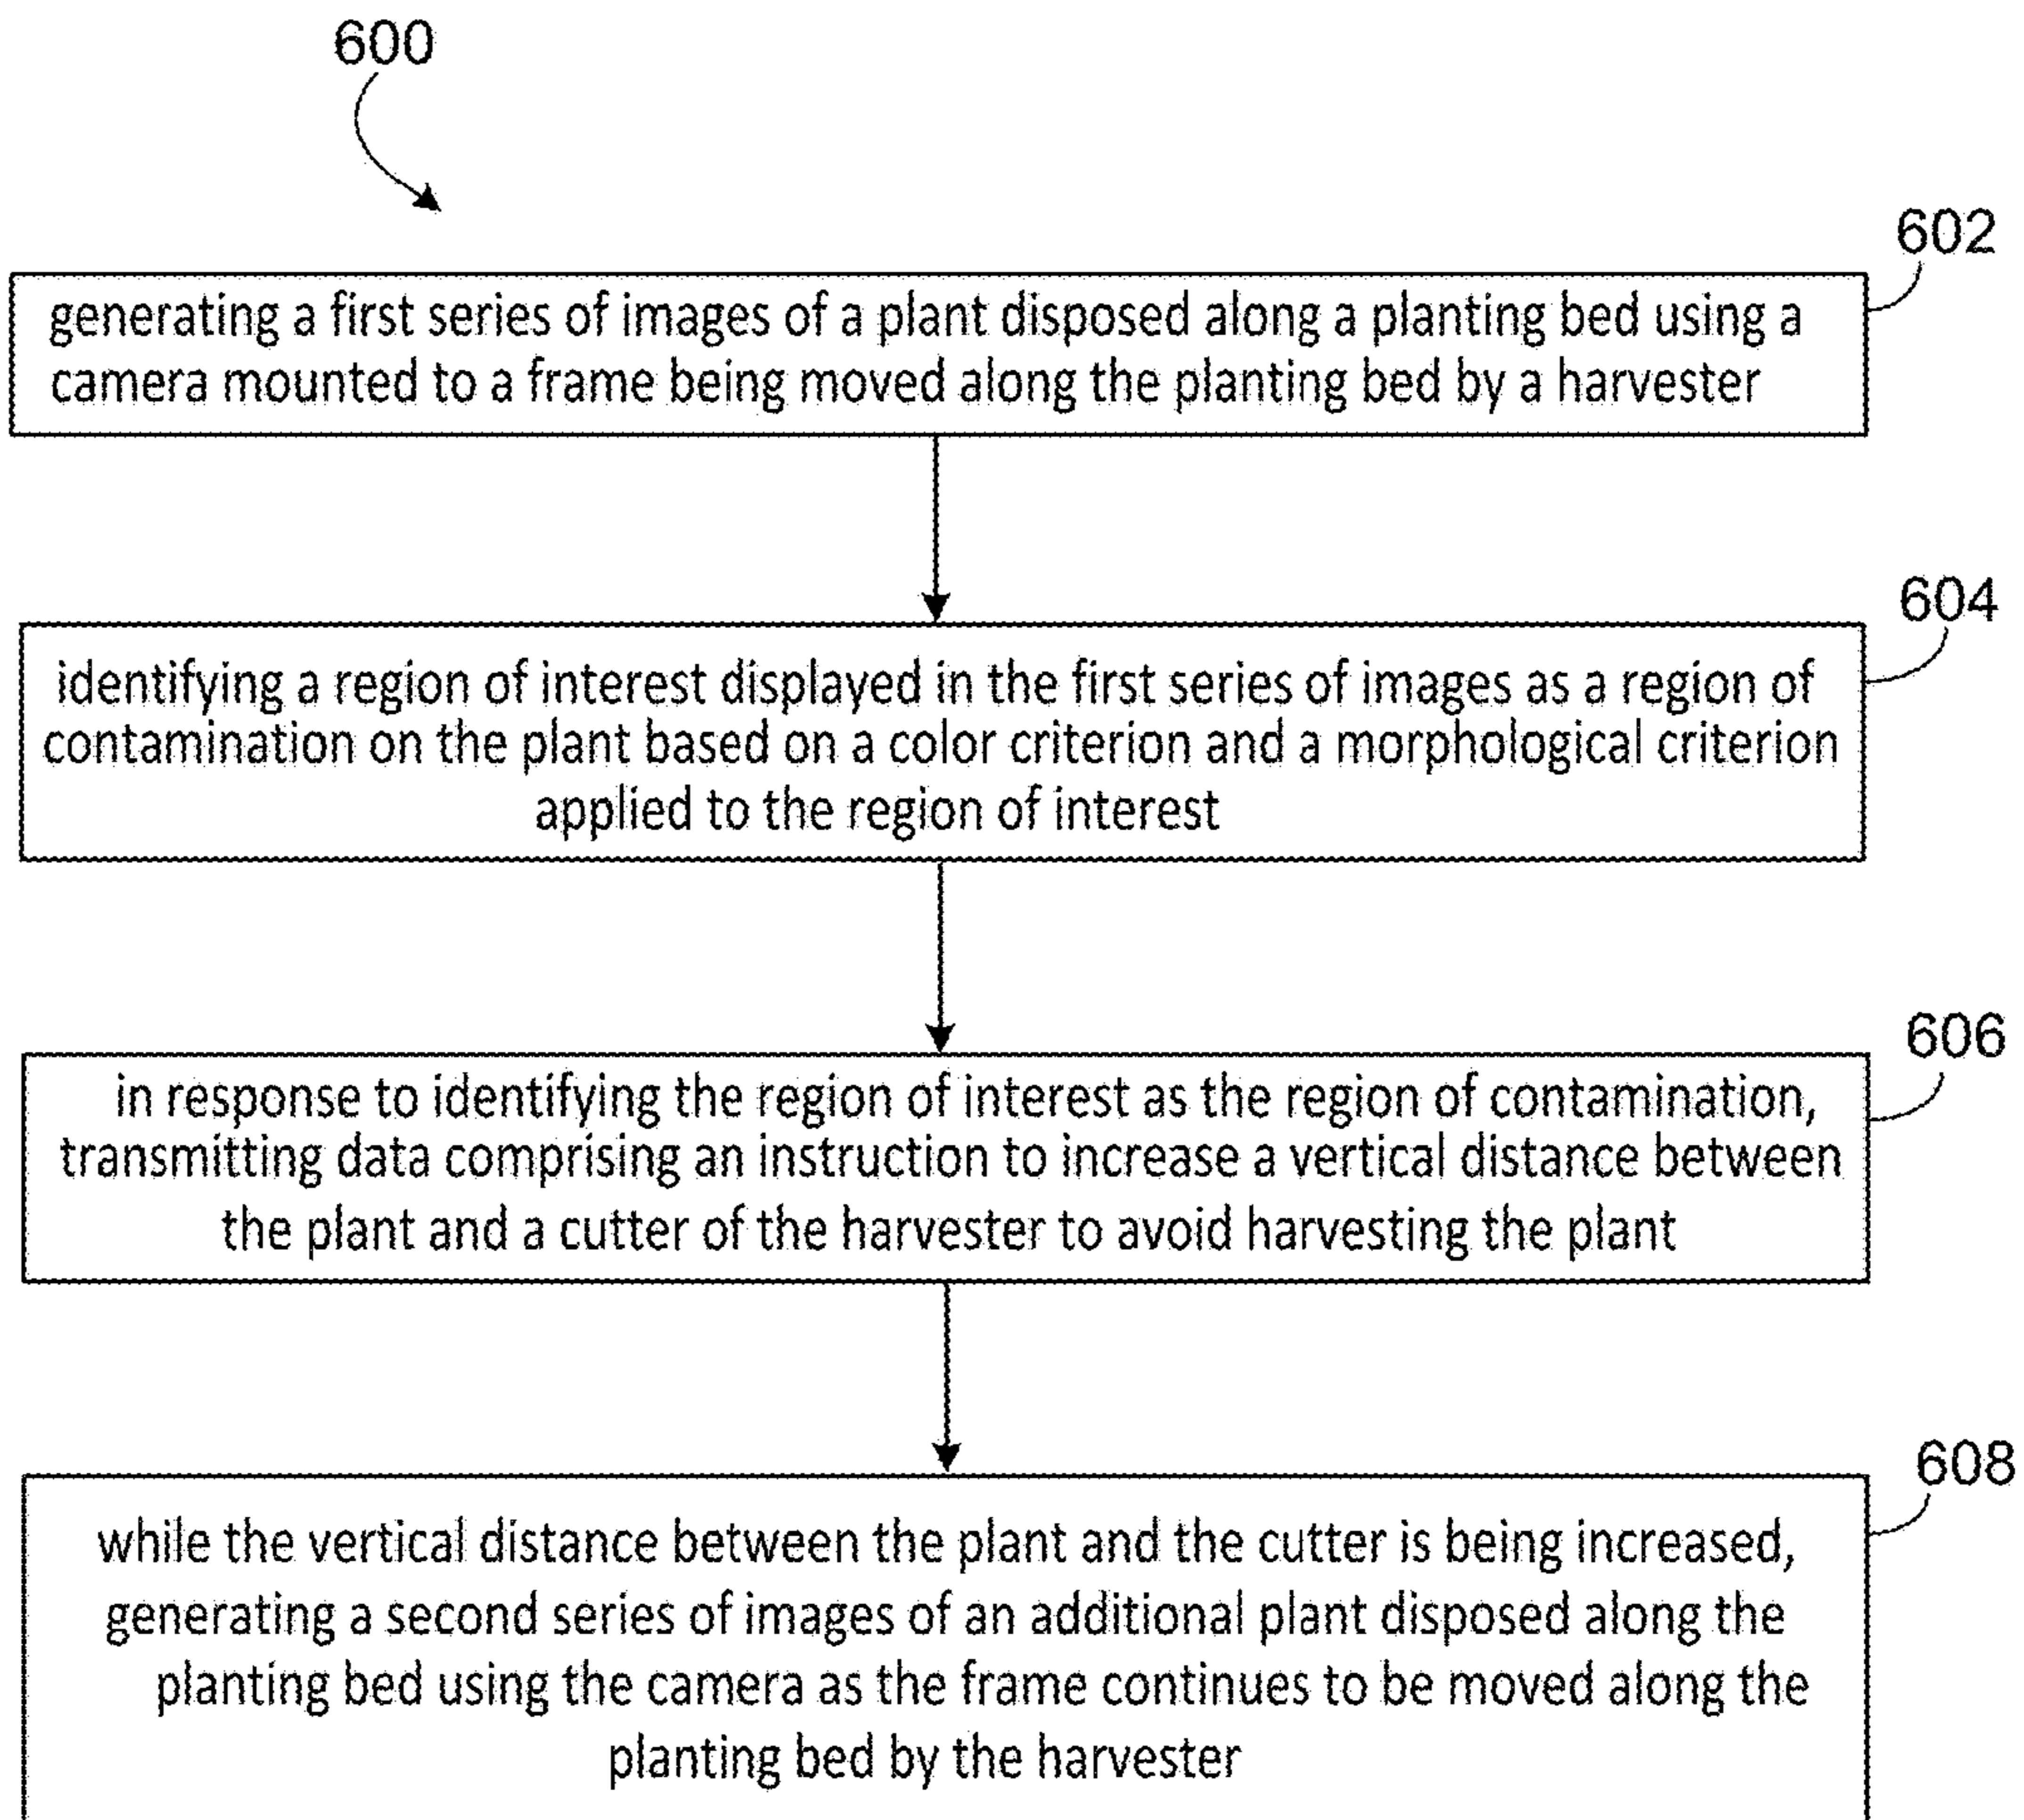 600
602
generating a first series of images of a plant disposed along a planting bed using a
camera mounted to a frame being moved along the planting bed by a harvester
604
identifying a region of interest displayed in the first series of images as a region of
contamination on the plant based on a color criterion and a morphological criterion
applied to the region of interest
606
in response to identifying the region of interest as the region of contamination,
transmitting data comprising an instruction to increase a vertical distance between
the plant and a cutter of the harvester to avoid harvesting the plant
608
while the vertical distance between the plant and the cutter is being increased,
generating a second series of images of an additional plant disposed along the
planting bed using the camera as the frame continues to be moved along the
planting bed by the harvester